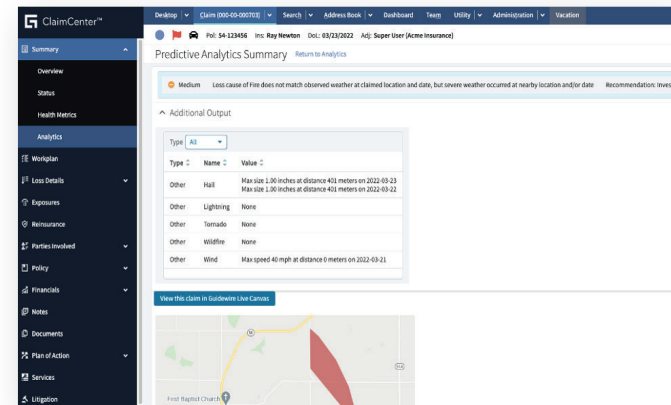 ClaimCenter™
Desktop Claim (000-00-000703) Search Address Book Dashboard Team Utility Administration Vacation
Pol: 54-123456 Ins: Ray Newton DoL: 03/23/2022 Adj: Super User (Acme Insurance)
Summary
Overview
Status
Health Metrics
Analytics
Workplan
Loss Details
Exposures
Reinsurance
Parties Involved
Policy
Financials
Notes
Documents
Plan of Action
Services
Litigation
Predictive Analytics Summary Return to Analytics
Medium Loss cause of Fire does not match observed weather at claimed location and date, but severe weather occurred at nearby location and/or date Recommendation: Inves
Additional Output
Type All
Type Name Value
Other Hail Max size 1.00 inches at distance 401 meters on 2022-03-23
Max size 1.00 inches at distance 401 meters on 2022-03-22
Other Lightning None
Other Tornado None
Other Wildfire None
Other Wind Max speed 40 mph at distance 0 meters on 2022-03-21
View this claim in Guidewire Live Canvas
First Baptist Church